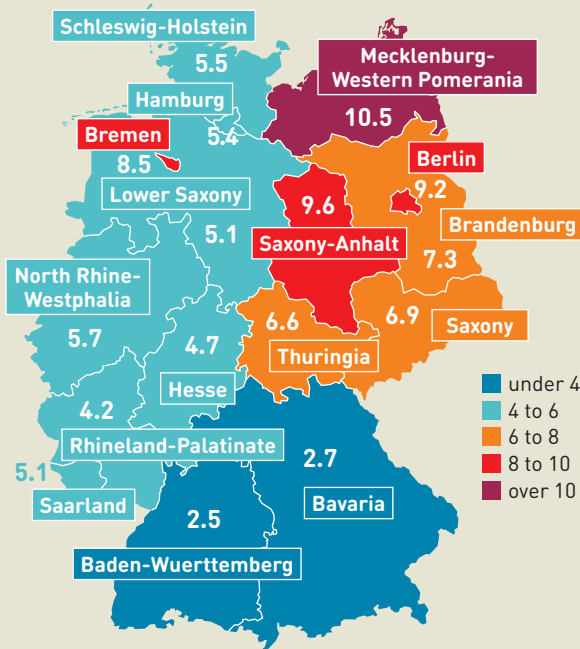 Schleswig-Holstein
5.5
Mecklenburg-
Western Pomerania
10.5
Hamburg
5.4
Bremen
8.5
Berlin
9.2
Lower Saxony
5.1
9.6
Saxony-Anhalt
Brandenburg
7.3
North Rhine-
Westphalia
5.7
4.7
Hesse
6.6
Thuringia
6.9
Saxony
4.2
Rhineland-Palatinate
5.1
Saarland
2.7
Bavaria
2.5
Baden-Wuerttemberg
under 4
4 to 6
6 to 8
8 to 10
over 10